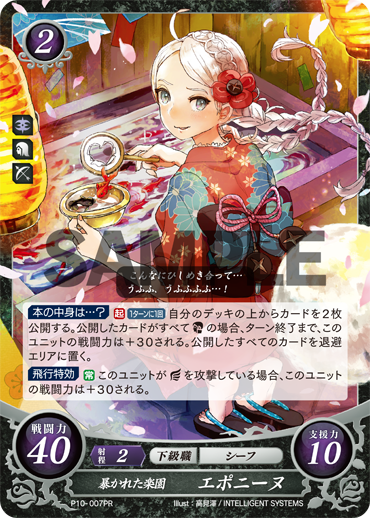 2
SAMPLE
こんなにひしめき合って…
うふふ、うふふふ…!
本の中身は…? 起 1ターンに1回 自分のデッキの上からカードを2枚
公開する。公開したカードがすべて の場合、ターン終了まで、この
ユニットの戦闘力は+30される。公開したすべてのカードを退避
エリアに置く。
飛行特効 常 このユニットが を攻撃している場合、このユニット
の戦闘力は+30される。
戦闘力
40
射程 2 下級職 シーフ
支援力
10
暴かれた楽園 エポニーヌ
P10-007PR Illust:高見澪 / INTELLIGENT SYSTEMS